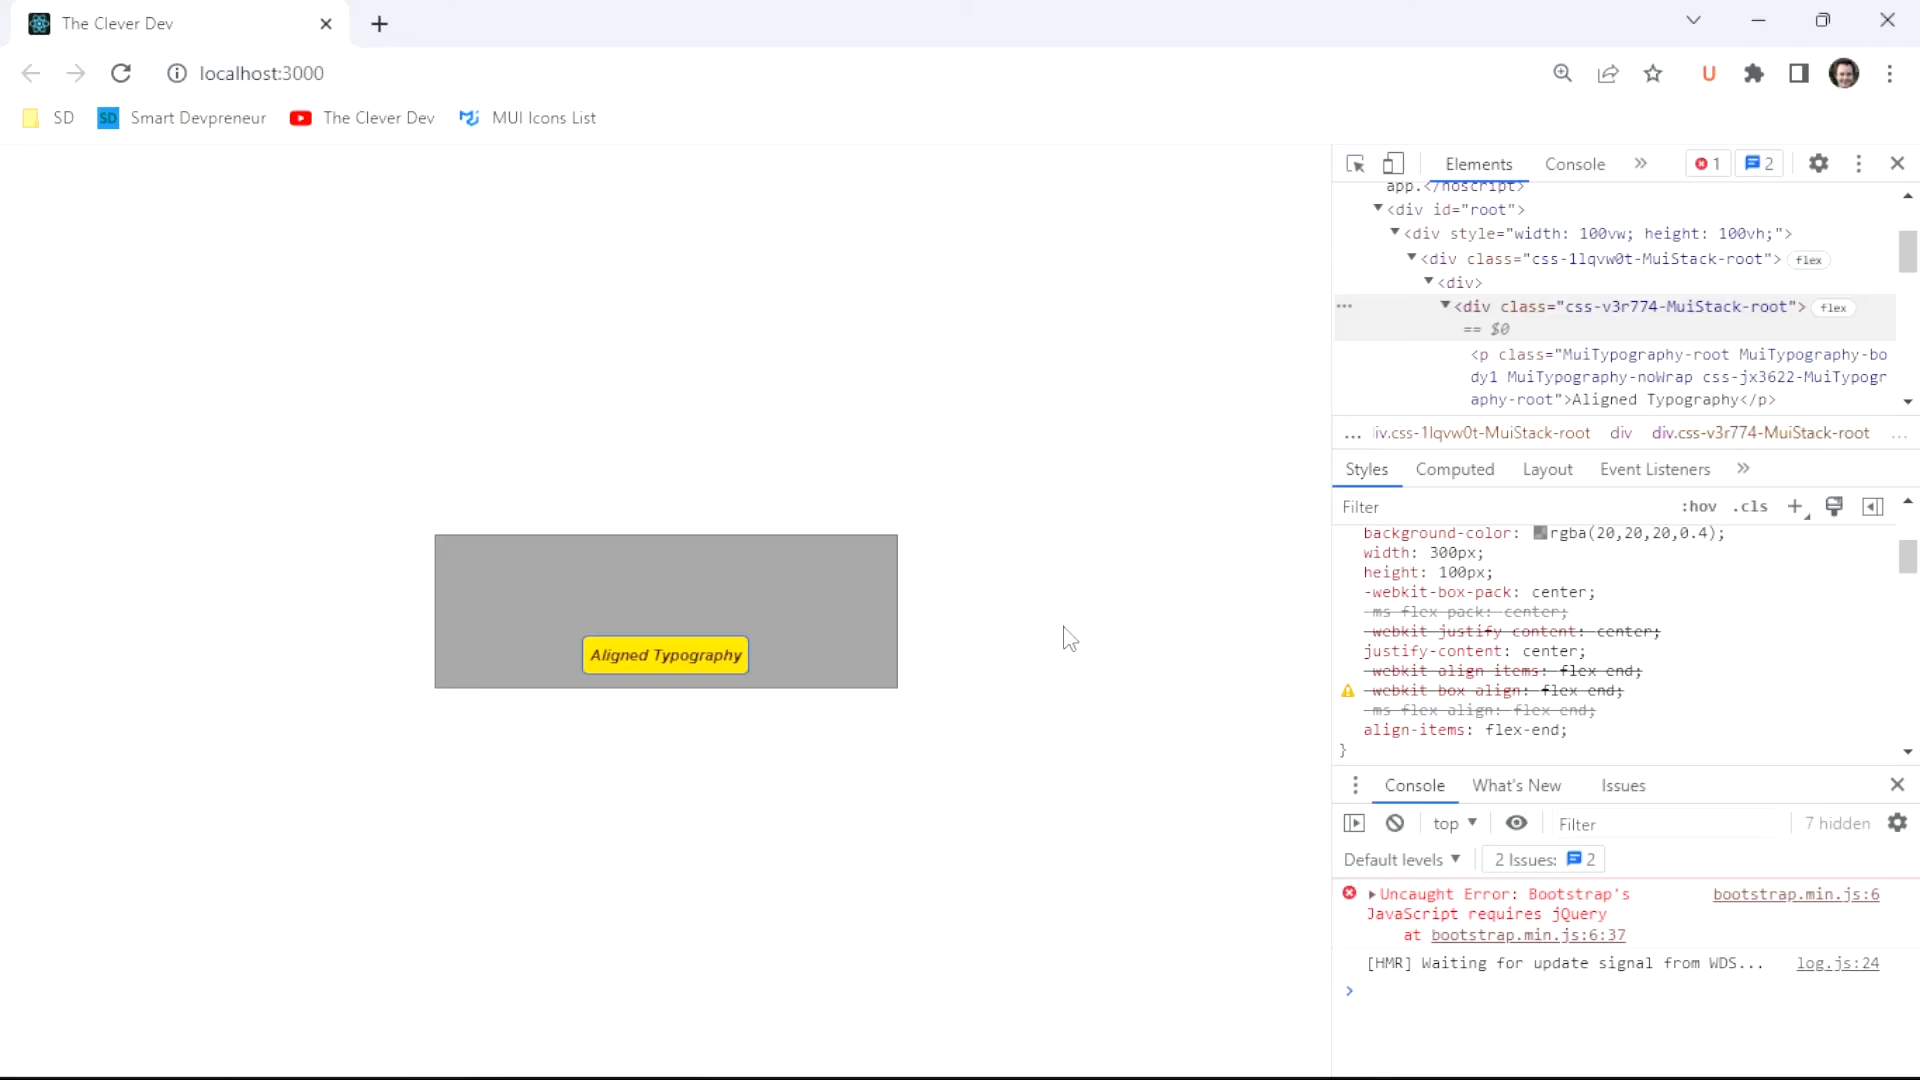 The Clever Dev
localhost:3000
U
SD
SD Smart Devpreneur
The Clever Dev
MUI Icons List
Elements
Console
1
2
app.</noscript>
<div id="root">
<div style="width: 100vw; height: 100vh;">
<div class="css-1lqvw0t-MuiStack-root"> flex
<div>
<div class="css-v3r774-MuiStack-root"> flex
== $0
<p class="MuiTypography-root MuiTypography-bo
dy1 MuiTypography-noWrap css-jx3622-MuiTypogr
aphy-root">Aligned Typography</p>
... iv.css-1lqvw0t-MuiStack-root div div.css-v3r774-MuiStack-root ...
Styles Computed Layout Event Listeners
Filter :hov .cls
background-color: rgba(20,20,20,0.4);
width: 300px;
height: 100px;
-webkit-box-pack: center;
-ms-flex-pack: center;
-webkit-justify-content: center;
justify-content: center;
-webkit-align-items: flex-end;
-webkit-box-align: flex-end;
-ms-flex-align: flex-end;
align-items: flex-end;
}
Aligned Typography
Console What's New Issues
top Filter 7 hidden
Default levels 2 Issues: 2
Uncaught Error: Bootstrap's bootstrap.min.js:6
JavaScript requires jQuery
at bootstrap.min.js:6:37
[HMR] Waiting for update signal from WDS... log.js:24